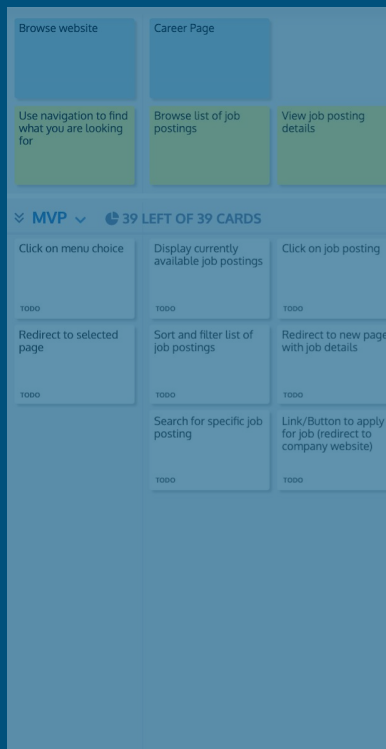 Browse website
Career Page
Use navigation to find
what you are looking
for
Browse list of job
postings
View job posting
details
MVP
39 LEFT OF 39 CARDS
Click on menu choice
TODO
Display currently
available job postings
TODO
Click on job posting
TODO
Redirect to selected
page
TODO
Sort and filter list of
job postings
TODO
Redirect to new page
with job details
TODO
Search for specific job
posting
TODO
Link/Button to apply
for job (redirect to
company website)
TODO